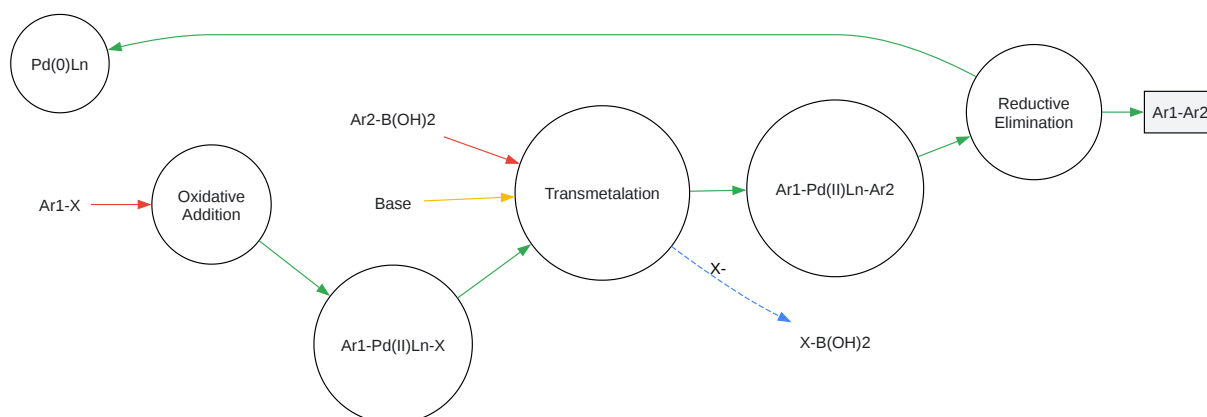 Pd(0)Ln
Reductive
Elimination
Ar1-Ar2
Ar2-B(OH)2
Oxidative
Addition
Transmetalation
Ar1-Pd(II)Ln-Ar2
Ar1-X
Base
X-
Ar1-Pd(II)Ln-X
X-B(OH)2